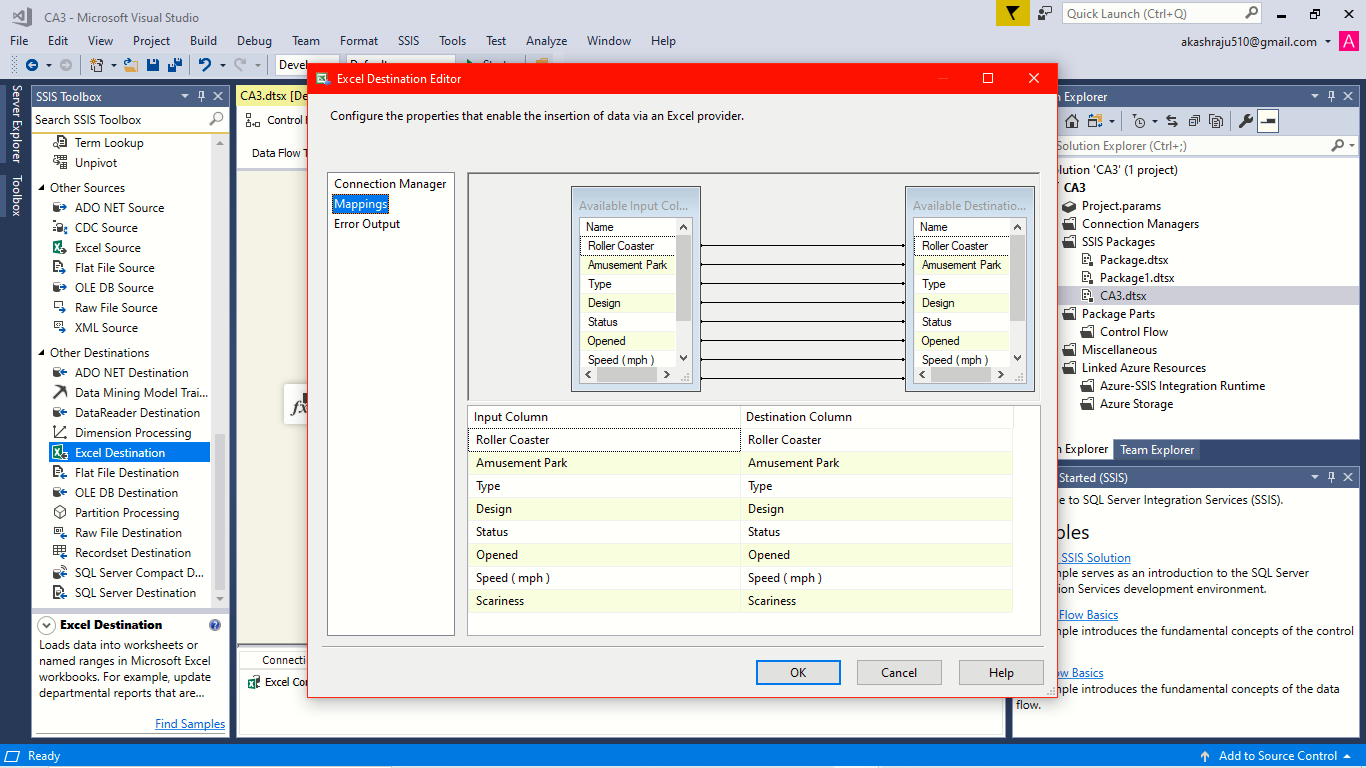 CA3 - Microsoft Visual Studio
Quick Launch (Ctrl+Q)
File Edit View Project Build Debug Team Format SSIS Tools Test Analyze Window Help
akashraju510@gmail.com
A
Server Explorer
Toolbox
SSIS Toolbox
Search SSIS Toolbox
Term Lookup
Unpivot
Other Sources
ADO NET Source
CDC Source
Excel Source
Flat File Source
OLE DB Source
Raw File Source
XML Source
Other Destinations
ADO NET Destination
Data Mining Model Trai...
DataReader Destination
Dimension Processing
Excel Destination
Flat File Destination
OLE DB Destination
Partition Processing
Raw File Destination
Recordset Destination
SQL Server Compact D...
SQL Server Destination
Excel Destination
Loads data into worksheets or
named ranges in Microsoft Excel
workbooks. For example, update
departmental reports that are...
Find Samples
CA3.dtsx [De
Control
Data Flow T
Connecti
Excel Con
Excel Destination Editor
Configure the properties that enable the insertion of data via an Excel provider.
Connection Manager
Mappings
Error Output
Available Input Col...
Name
Roller Coaster
Amusement Park
Type
Design
Status
Opened
Speed ( mph )
Available Destinatio...
Name
Roller Coaster
Amusement Park
Type
Design
Status
Opened
Speed ( mph )
Input Column Destination Column
Roller Coaster Roller Coaster
Amusement Park Amusement Park
Type Type
Design Design
Status Status
Opened Opened
Speed ( mph ) Speed ( mph )
Scariness Scariness
OK Cancel Help
n Explorer
Solution Explorer (Ctrl+;)
lution 'CA3' (1 project)
CA3
Project.params
Connection Managers
SSIS Packages
Package.dtsx
Package1.dtsx
CA3.dtsx
Package Parts
Control Flow
Miscellaneous
Linked Azure Resources
Azure-SSIS Integration Runtime
Azure Storage
n Explorer Team Explorer
Started (SSIS)
e to SQL Server Integration Services (SSIS).
ples
SSIS Solution
mple serves as an introduction to the SQL Server
ion Services development environment.
Flow Basics
mple introduces the fundamental concepts of the control
ow Basics
mple introduces the fundamental concepts of the data
flow.
Ready
Add to Source Control